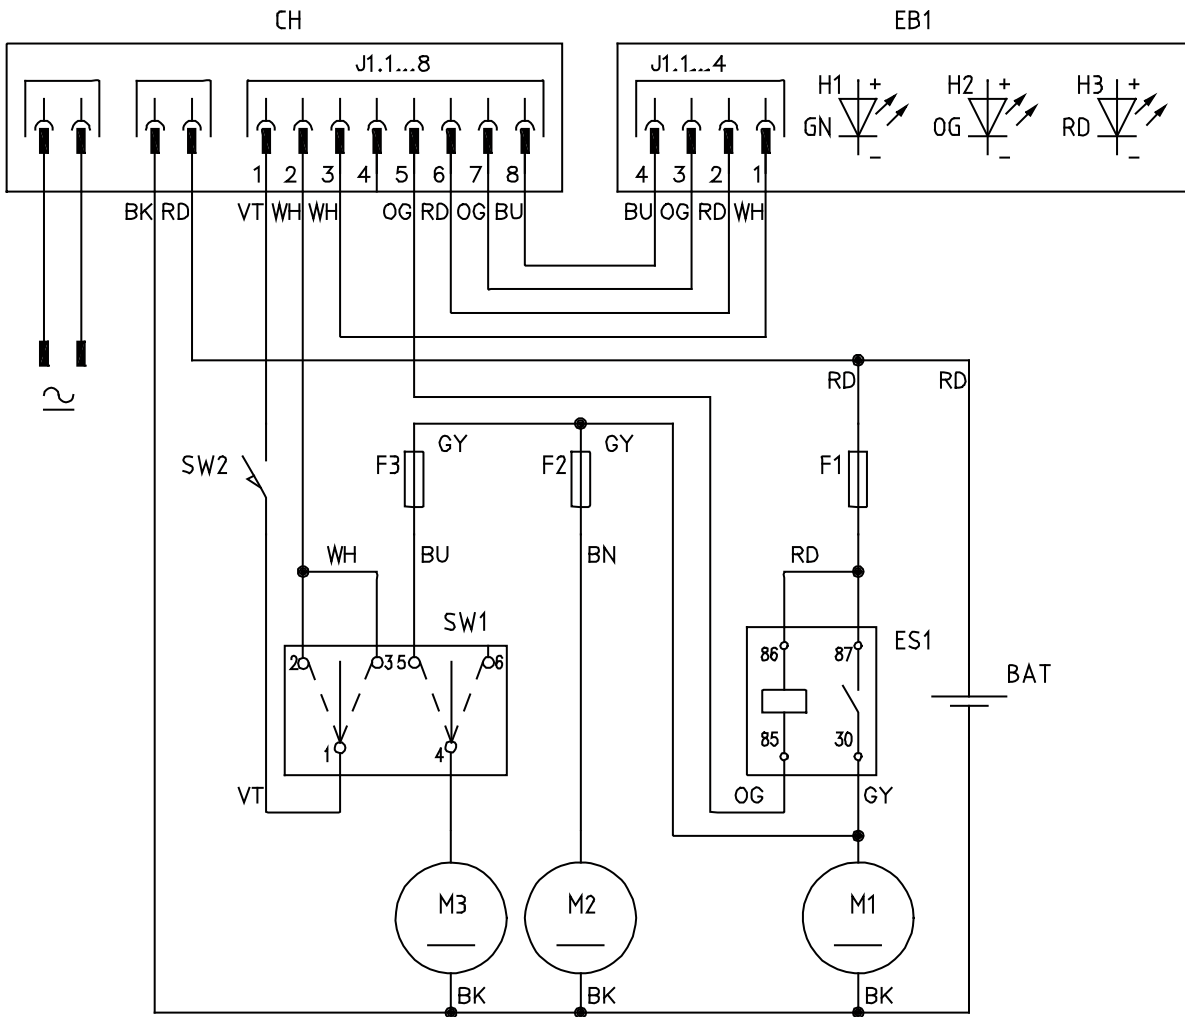 CH EB1
J1.1...8 J1.1...4
H1 + H2 + H3 +
GN OG RD
- - -
1 2 3 4 5 6 7 8 4 3 2 1
BK RD VT WH WH OG RD OG BU BU OG RD WH
RD RD
GY GY
SW2 F3 F2 F1
WH BU BN RD
SW1 ES1
2 3 5 6 86 87
BAT
1 4 85 30
VT OG GY
M3 M2 M1
BK BK BK